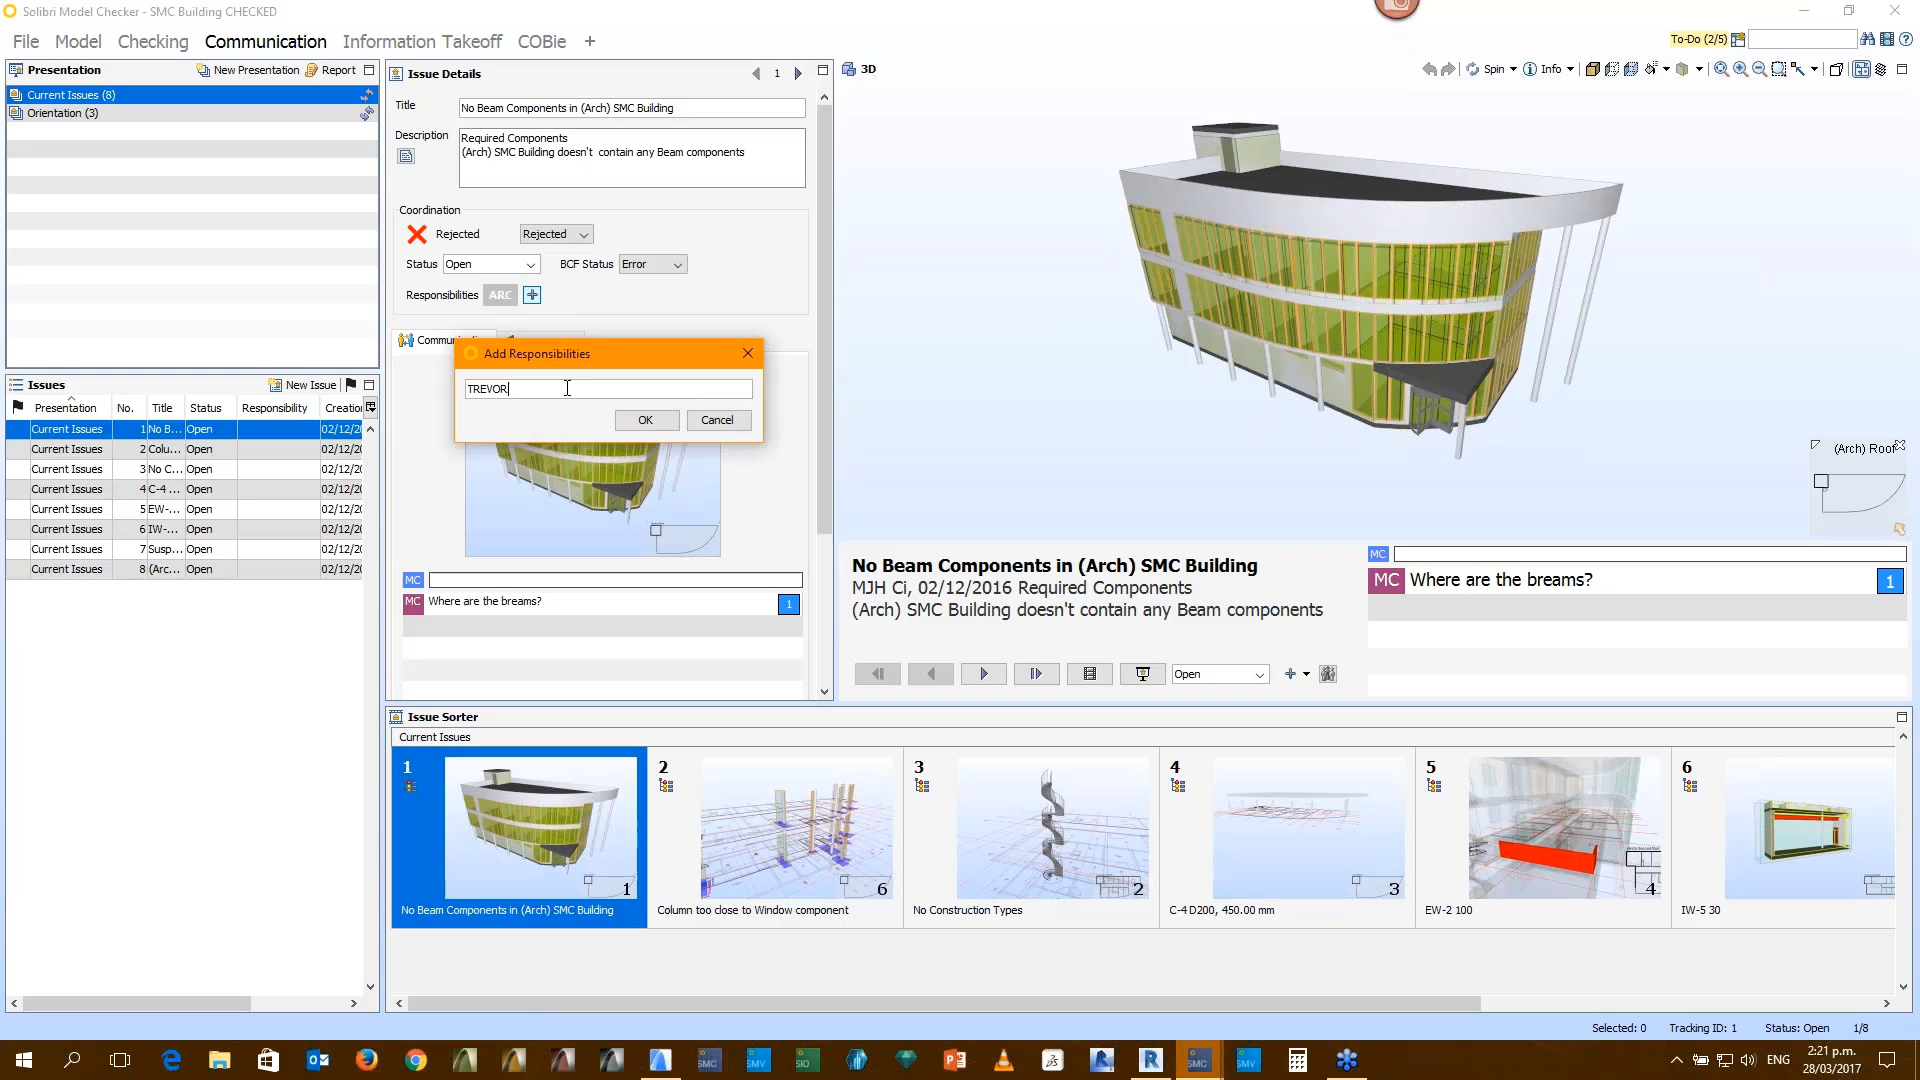 Solibri Model Checker - SMC Building CHECKED
File Model Checking Communication Information Takeoff COBie +
To-Do (2/5)
Presentation New Presentation Report
Current Issues (8)
Orientation (3)
Issues New Issue
Presentation No. Title Status Responsibility Creation
Current Issues 1 No B... Open 02/12/20
Current Issues 2 Colu... Open 02/12/20
Current Issues 3 No C... Open 02/12/20
Current Issues 4 C-4 ... Open 02/12/20
Current Issues 5 EW-... Open 02/12/20
Current Issues 6 IW-... Open 02/12/20
Current Issues 7 Susp... Open 02/12/20
Current Issues 8 (Arc... Open 02/12/20
Issue Details 1
Title No Beam Components in (Arch) SMC Building
Description Required Components
(Arch) SMC Building doesn't contain any Beam components
Coordination
Rejected Rejected
Status Open BCF Status Error
Responsibilities ARC
Add Responsibilities
TREVOR
OK Cancel
MC
MC Where are the breams? 1
3D
Spin Info
(Arch) Roof
No Beam Components in (Arch) SMC Building
MJH Ci, 02/12/2016 Required Components
(Arch) SMC Building doesn't contain any Beam components
Open
MC
MC Where are the breams? 1
Issue Sorter
Current Issues
1 1
No Beam Components in (Arch) SMC Building
2 6
Column too close to Window component
3 2
No Construction Types
4 3
C-4 D200, 450.00 mm
5 4
EW-2 100
6
IW-5 30
Selected: 0 Tracking ID: 1 Status: Open 1/8
SMC SMV SIO SMC SMV
ENG
2:21 p.m.
28/03/2017